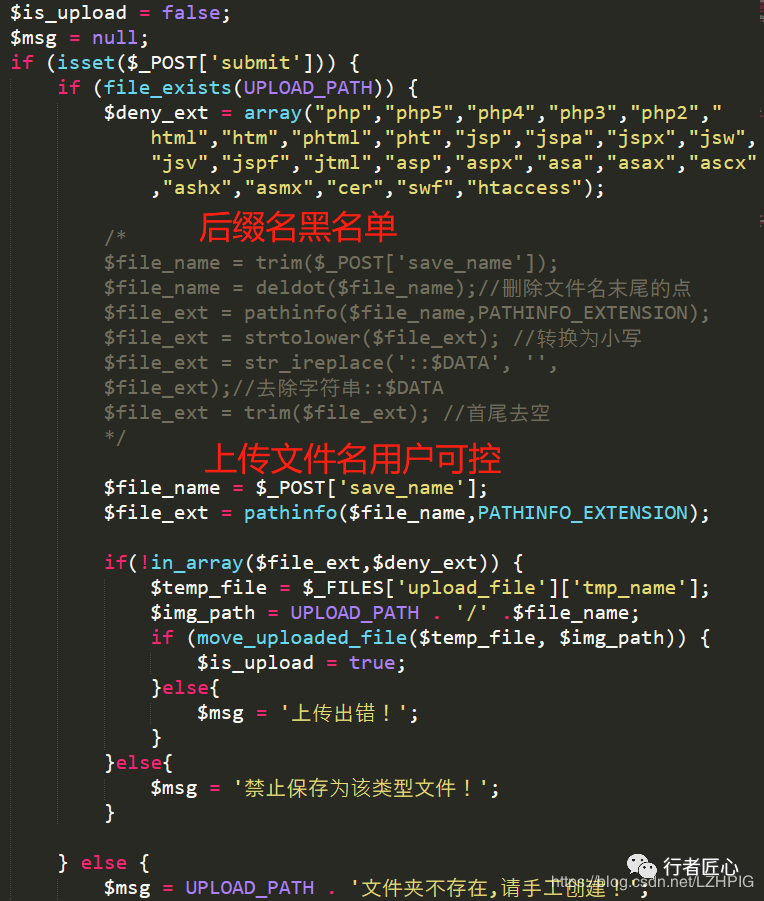 $is_upload = false;
$msg = null;
if (isset($_POST['submit'])) {
if (file_exists(UPLOAD_PATH)) {
$deny_ext = array("php","php5","php4","php3","php2","
html","htm","phtml","pht","jsp","jspa","jspx","jsw",
"jsv","jspf","jtml","asp","aspx","asa","asax","ascx"
,"ashx","asmx","cer","swf","htaccess");
后缀名黑名单
/*
$file_name = trim($_POST['save_name']);
$file_name = deldot($file_name);//删除文件名末尾的点
$file_ext = pathinfo($file_name,PATHINFO_EXTENSION);
$file_ext = strtolower($file_ext); //转换为小写
$file_ext = str_ireplace('::$DATA', '',
$file_ext);//去除字符串::$DATA
$file_ext = trim($file_ext); //首尾去空
*/
上传文件名用户可控
$file_name = $_POST['save_name'];
$file_ext = pathinfo($file_name,PATHINFO_EXTENSION);
if(!in_array($file_ext,$deny_ext)) {
$temp_file = $_FILES['upload_file']['tmp_name'];
$img_path = UPLOAD_PATH . '/' .$file_name;
if (move_uploaded_file($temp_file, $img_path)) {
$is_upload = true;
}else{
$msg = '上传出错！';
}
}else{
$msg = '禁止保存为该类型文件！';
}
} else {
行者匠心
$msg = UPLOAD_PATH . '文件夹不存在,请手工创建！';
https://blog.csdn.net/LZHPIG